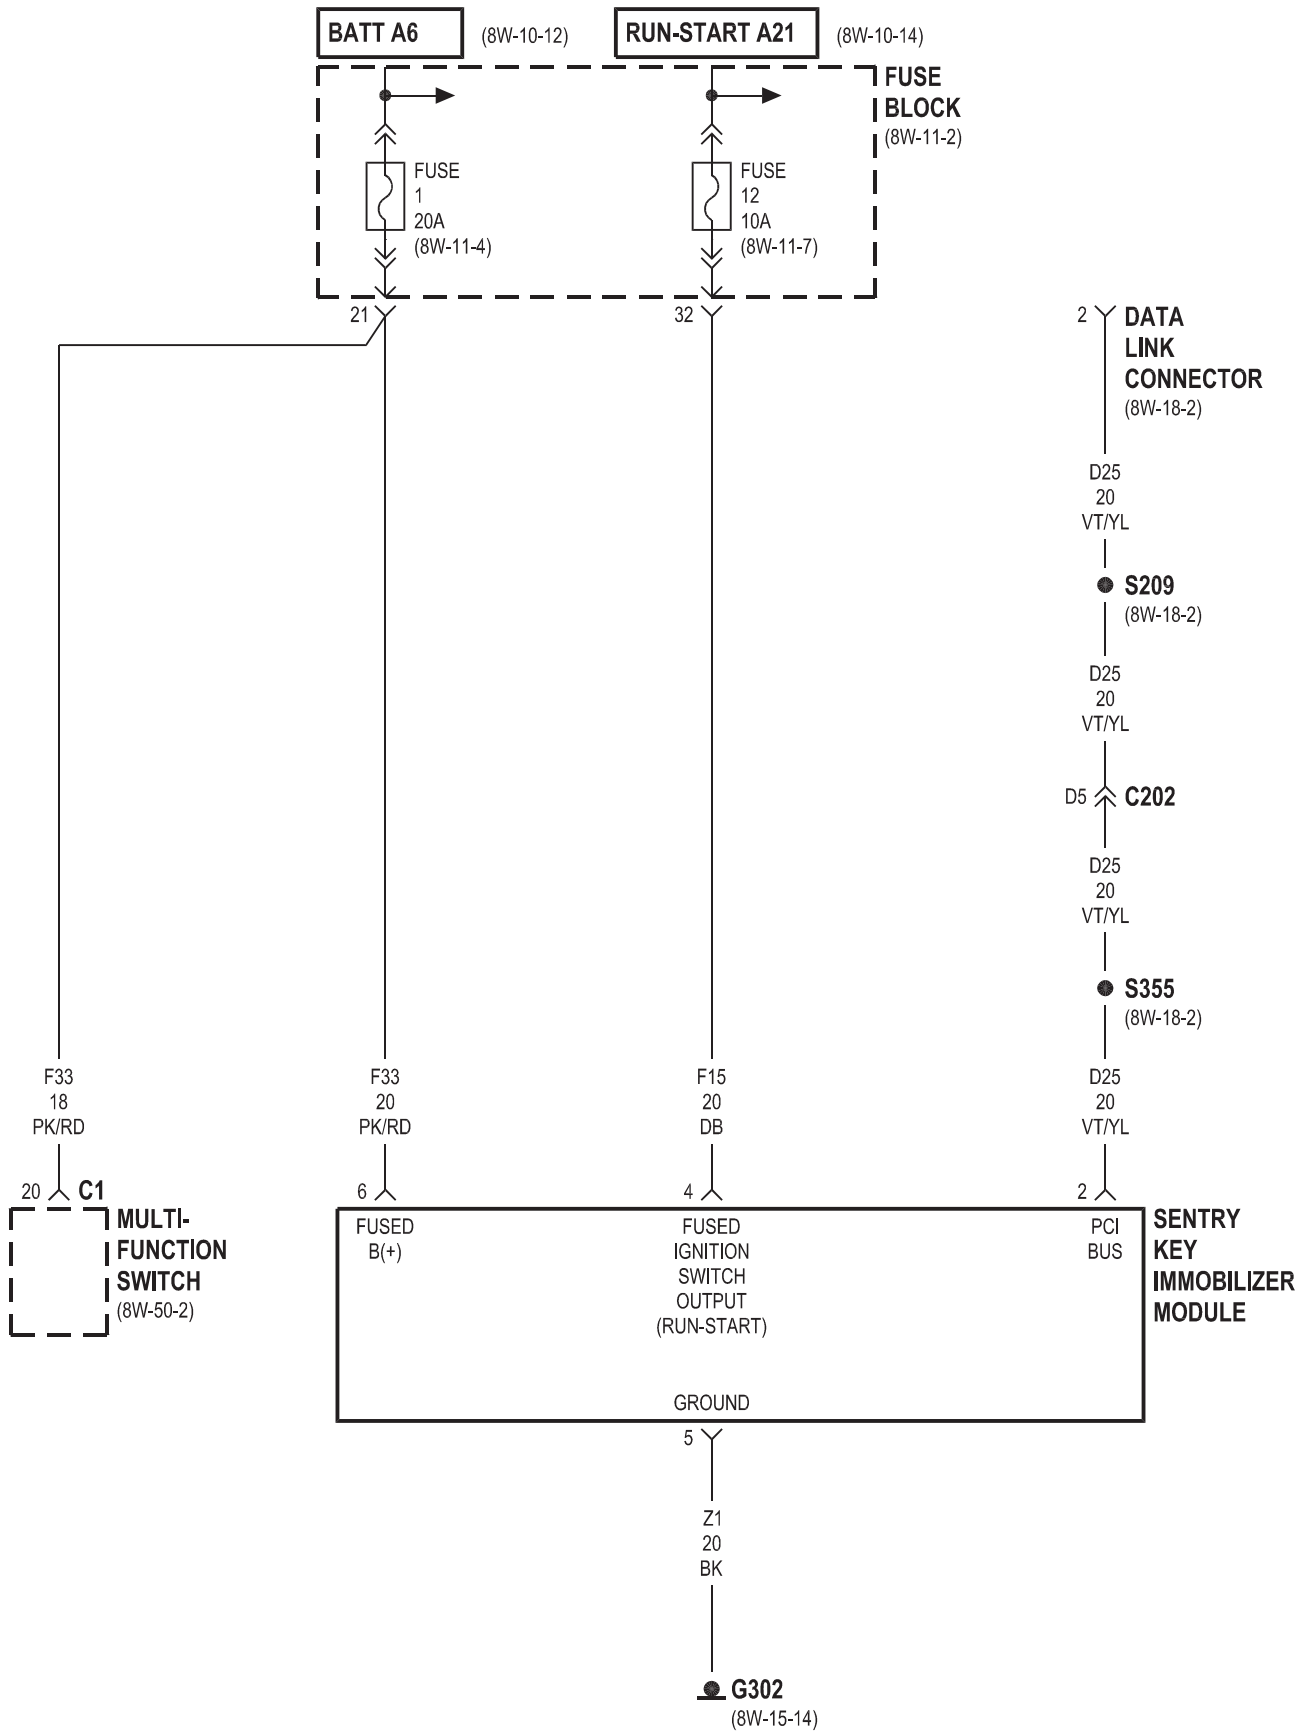 BATT A6
(8W-10-12)
RUN-START A21
(8W-10-14)
FUSE
BLOCK
(8W-11-2)
FUSE
1
20A
(8W-11-4)
FUSE
12
10A
(8W-11-7)
21
32
2
DATA
LINK
CONNECTOR
(8W-18-2)
D25
20
VT/YL
S209
(8W-18-2)
D25
20
VT/YL
D5
C202
D25
20
VT/YL
S355
(8W-18-2)
F33
18
PK/RD
F33
20
PK/RD
F15
20
DB
D25
20
VT/YL
20
C1
6
4
2
MULTI-
FUNCTION
SWITCH
(8W-50-2)
FUSED
B(+)
FUSED
IGNITION
SWITCH
OUTPUT
(RUN-START)
PCI
BUS
SENTRY
KEY
IMMOBILIZER
MODULE
GROUND
5
Z1
20
BK
G302
(8W-15-14)